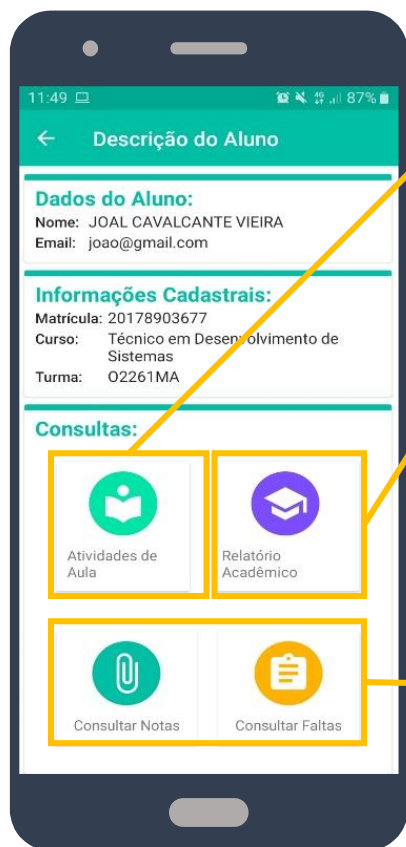 11:49 4G 87%
Descrição do Aluno
Dados do Aluno:
Nome: JOAL CAVALCANTE VIEIRA
Email: joao@gmail.com
Informações Cadastrais:
Matrícula: 20178903677
Curso: Técnico em Desenvolvimento de
Sistemas
Turma: O2261MA
Consultas:
Atividades de
Aula
Relatório
Acadêmico
Consultar Notas
Consultar Faltas